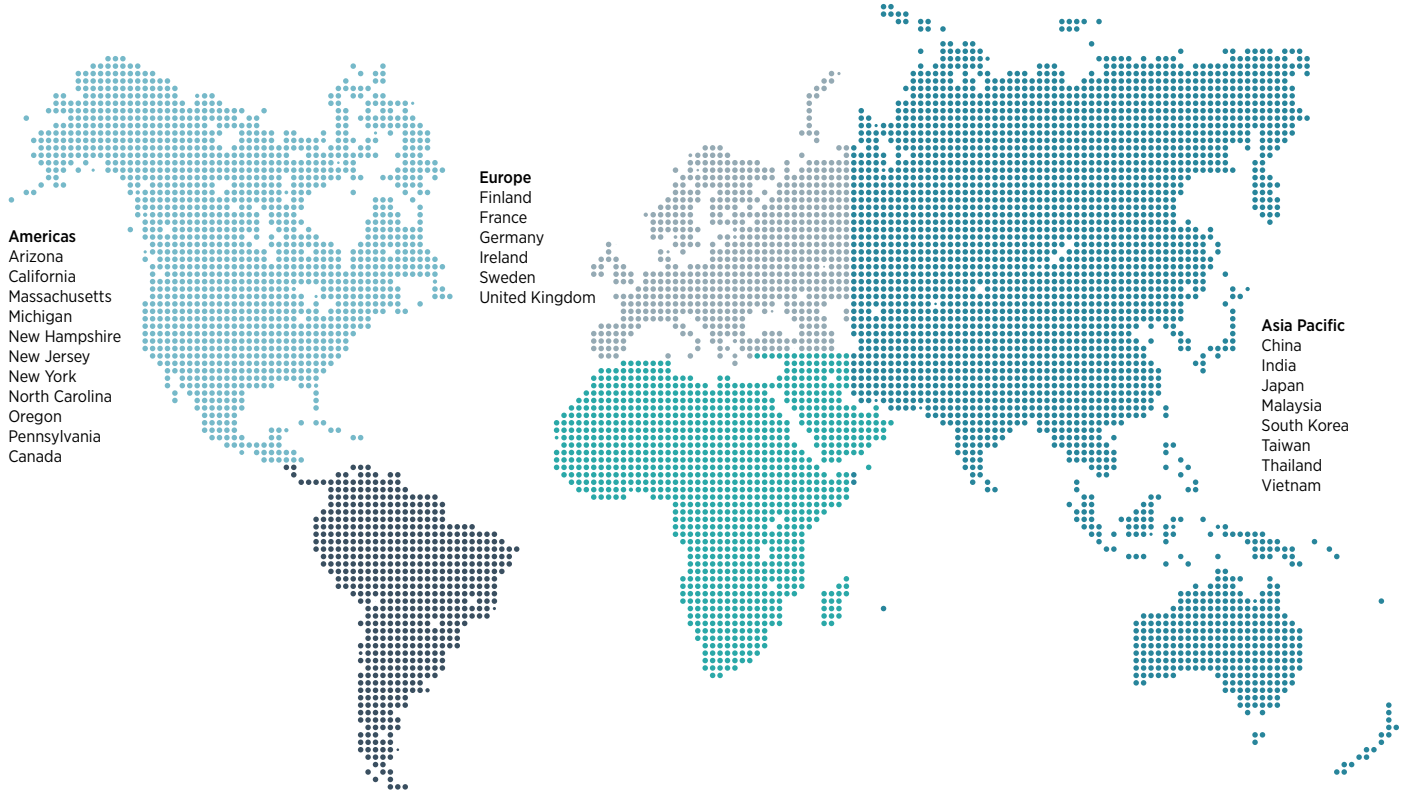 Americas
Arizona
California
Massachusetts
Michigan
New Hampshire
New Jersey
New York
North Carolina
Oregon
Pennsylvania
Canada
Europe
Finland
France
Germany
Ireland
Sweden
United Kingdom
Asia Pacific
China
India
Japan
Malaysia
South Korea
Taiwan
Thailand
Vietnam